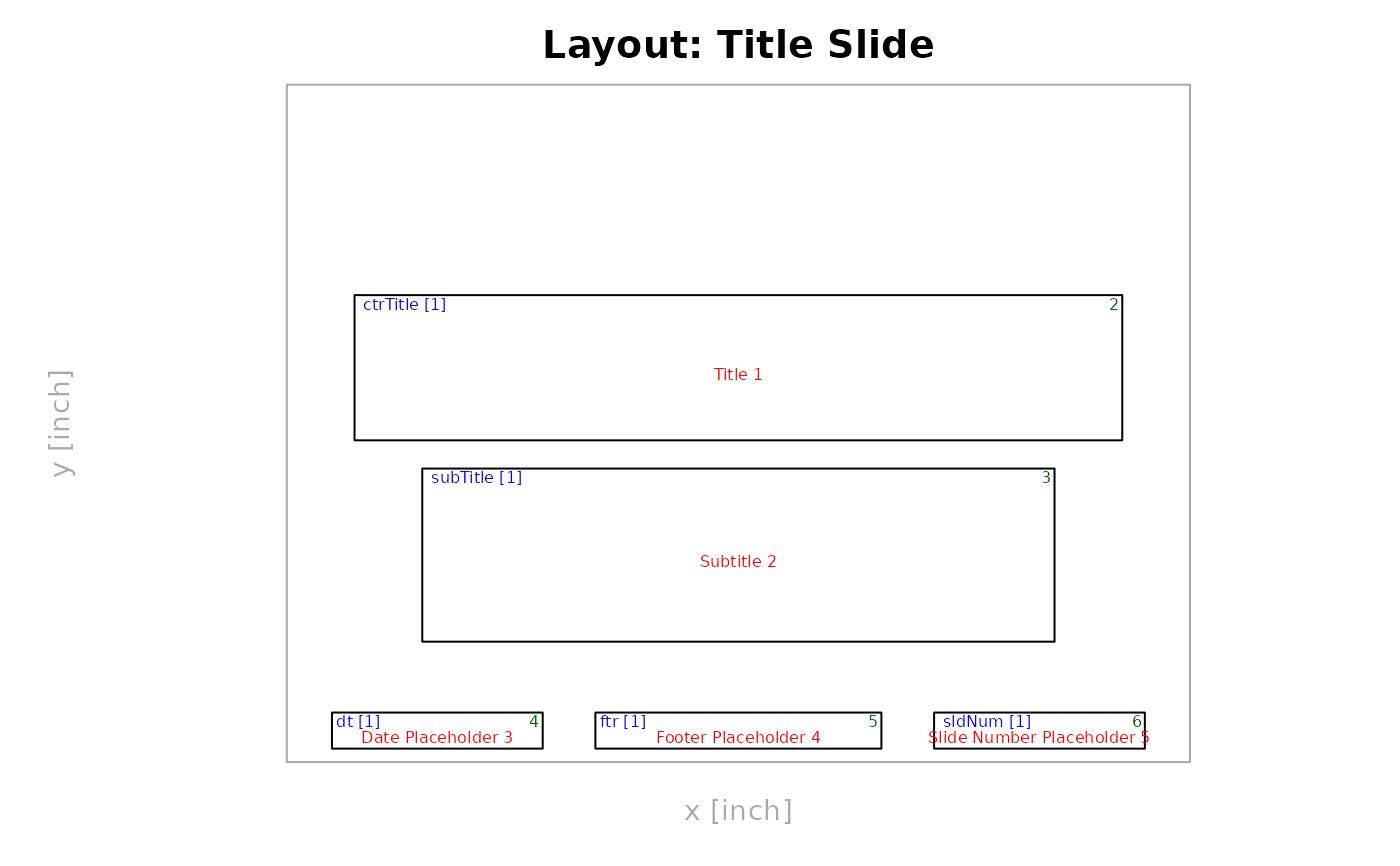 Layout: Title Slide
ctrTitle [1] 2
Title 1
y [inch]
subTitle [1] 3
Subtitle 2
dt [1] 4 ftr [1] 5 sldNum [1] 6
Date Placeholder 3 Footer Placeholder 4 Slide Number Placeholder 5
x [inch]